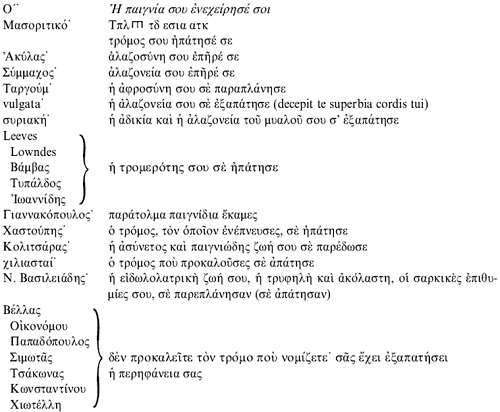 Ο΄΄ Ἡ παιγνία σου ἐνεχείρησέ σοι
Μασοριτικό˙ Τπλ τδ εσια ατκ
τρόμος σου ἠπάτησέ σε
Ἀκύλας˙ ἀλαζοσύνη σου ἐπῆρέ σε
Σύμμαχος˙ ἀλαζονεία σου ἐπῆρέ σε
Ταργούμ˙ ἡ ἀφροσύνη σου σὲ παραπλάνησε
vulgata˙ ἡ ἀλαζονεία σου σὲ ἐξαπάτησε (decepit te superbia cordis tui)
συριακή˙ ἡ ἀδικία καὶ ἡ ἀλαζονεία τοῦ μυαλοῦ σου σ’ ἐξαπάτησε
Leeves
Lowndes
Βάμβας ἡ τρομερότης σου σὲ ἠπάτησε
Τυπάλδος
Ἰωαννίδης
Γιαννακόπουλος˙ παράτολμα παιγνίδια ἔκαμες
Χαστούπης˙ ὁ τρόμος, τὸν ὁποῖον ἐνέπνευσες, σὲ ἠπάτησε
Κολιτσάρας˙ ἡ ἀσύνετος καὶ παιγνιώδης ζωή σου σὲ παρέδωσε
χιλιασταί˙ ὁ τρόμος ποὺ προκαλοῦσες σὲ ἀπάτησε
Ν. Βασιλειάδης˙ ἡ εἰδωλολατρικὴ ζωή σου, ἡ τρυφηλὴ καὶ ἀκόλαστη, οἱ σαρκικὲς ἐπιθυ-
μίες σου, σὲ παρεπλάνησαν (σὲ ἀπάτησαν)
Βέλλας
Οἰκονόμου
Παπαδόπουλος
Σιμωτᾶς δὲν προκαλεῖτε τὸν τρόμο ποὺ νομίζετε˙ σᾶς ἔχει ἐξαπατήσει
Τσάκωνας ἡ περηφάνεια σας
Κωνσταντίνου
Χιωτέλλη